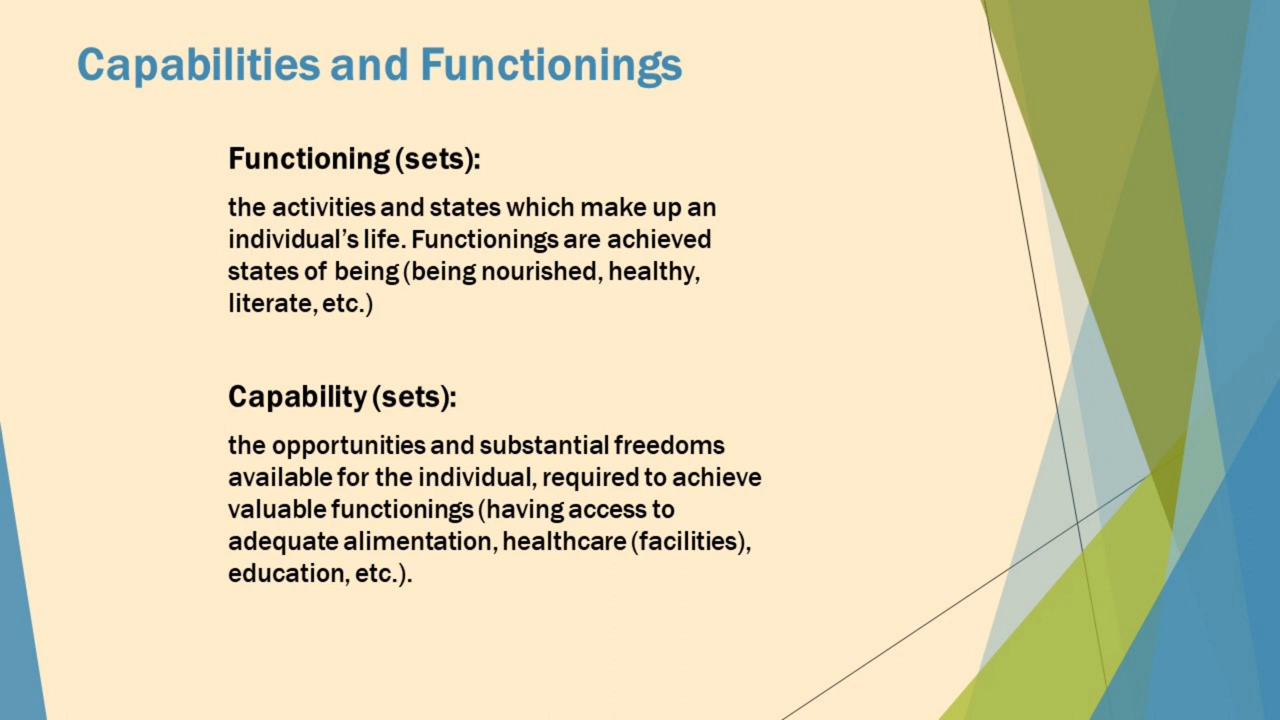 Capabilities and Functionings
Functioning (sets):
the activities and states which make up an
individual’s life. Functionings are achieved
states of being (being nourished, healthy,
literate, etc.)
Capability (sets):
the opportunities and substantial freedoms
available for the individual, required to achieve
valuable functionings (having access to
adequate alimentation, healthcare (facilities),
education, etc.).